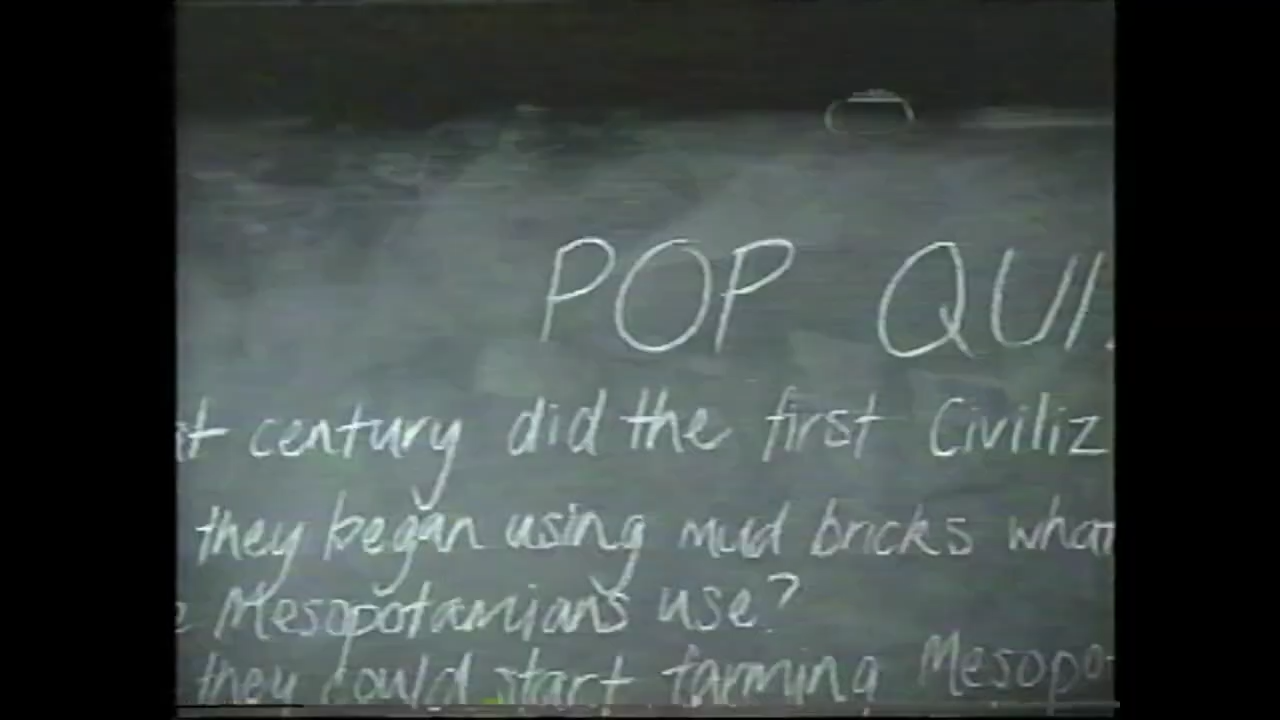 POP QUI
at century did the first Civiliz
they began using mud bricks what
e Mesopotamians use?
they could start farming Mesopo